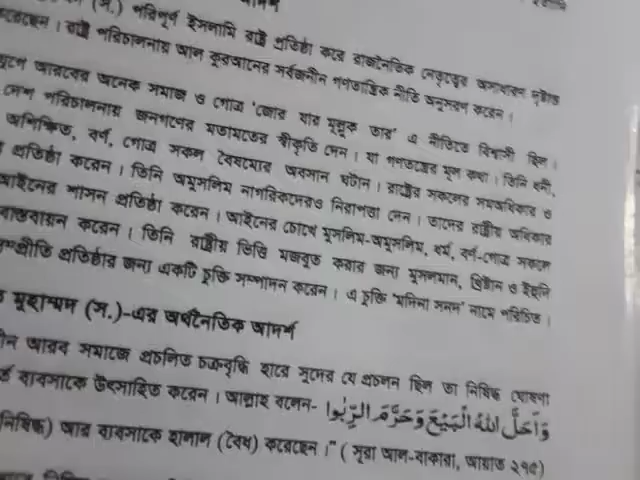 (স.) পরিপূর্ণ ইসলামি রাষ্ট্র প্রতিষ্ঠা করে রাজনৈতিক নেতৃত্বের অসাধারণ দৃষ্টান্ত
করেছেন। রাষ্ট্র পরিচালনায় আল কুরআনের সর্বজনীন গণতান্ত্রিক নীতি অনুসরণ করেন।
যুগে আরবের অনেক সমাজ ও গোত্র 'জোর যার মুল্লুক তার' এ নীতিতে বিশ্বাসী ছিল।
দেশ পরিচালনায় জনগণের মতামতের স্বীকৃতি দেন। যা গণতন্ত্রের মূল কথা। তিনি ধনী,
অশিক্ষিত, বর্ণ, গোত্র সকল বৈষম্যের অবসান ঘটান। রাষ্ট্রের সকলের সমঅধিকার ও
প্রতিষ্ঠা করেন। তিনি অমুসলিম নাগরিকদেরও নিরাপত্তা দেন। তাদের রাষ্ট্রীয় অধিকার
আইনের শাসন প্রতিষ্ঠা করেন। আইনের চোখে মুসলিম-অমুসলিম, ধর্ম, বর্ণ-গোত্র সকলে
বাস্তবায়ন করেন। তিনি রাষ্ট্রীয় ভিত্তি মজবুত করার জন্য মুসলমান, খ্রিষ্টান ও ইহুদি
সম্প্রীতি প্রতিষ্ঠার জন্য একটি চুক্তি সম্পাদন করেন। এ চুক্তি 'মদিনা সনদ' নামে পরিচিত।
মুহাম্মদ (স.)-এর অর্থনৈতিক আদর্শ
আরব সমাজে প্রচলিত চক্রবৃদ্ধি হারে সুদের যে প্রচলন ছিল তা নিষিদ্ধ ঘোষণা
ব্যবসাকে উৎসাহিত করেন। আল্লাহ বলেন- وَاَحَلَّ اللهُ الْبَيْعَ وَحَرَّمَ الرِّبٰوا
নিষিদ্ধ) আর ব্যবসাকে হালাল (বৈধ) করেছেন।" (সূরা আল-বাকারা, আয়াত ২৭৫)